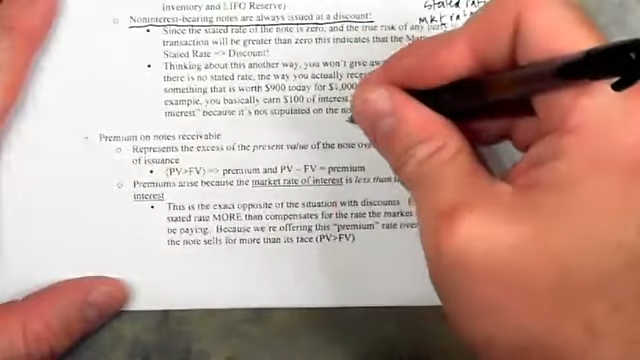 inventory and LIFO Reserve)
stated rate
mkt rate
o Noninterest-bearing notes are always issued at a discount!
• Since the stated rate of the note is zero, and the true risk of any
transaction will be greater than zero this indicates that the
Stated Rate => Discount!
• Thinking about this another way, you won't give
there is no stated rate, the way you actually
something that is worth $900 today for $1,000
example, you basically earn $100 of interest
interest" because it's not stipulated on the
- Premium on notes receivable
o Represents the excess of the present value of the note
of issuance
• (PV>FV) => premium and PV – FV = premium
o Premiums arise because the market rate of interest is less than
interest
• This is the exact opposite of the situation with discounts
stated rate MORE than compensates for the rate the market
be paying. Because we're offering this "premium" rate over
the note sells for more than its face (PV>FV)